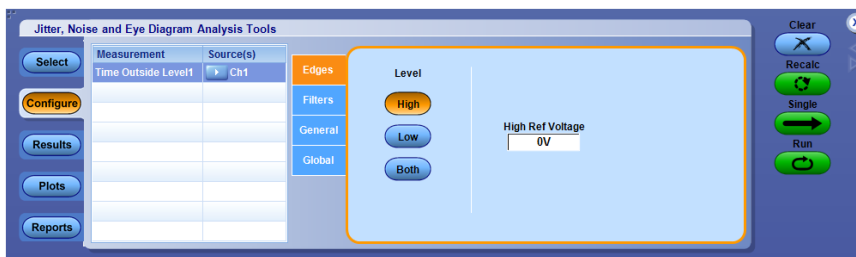 Jitter, Noise and Eye Diagram Analysis Tools
Clear
Select
Measurement Source(s)
Time Outside Level1 Ch1
Edges
Level
Recalc
Configure
Filters
High
Single
General
High Ref Voltage
0V
Results
Low
Run
Global
Both
Plots
Reports